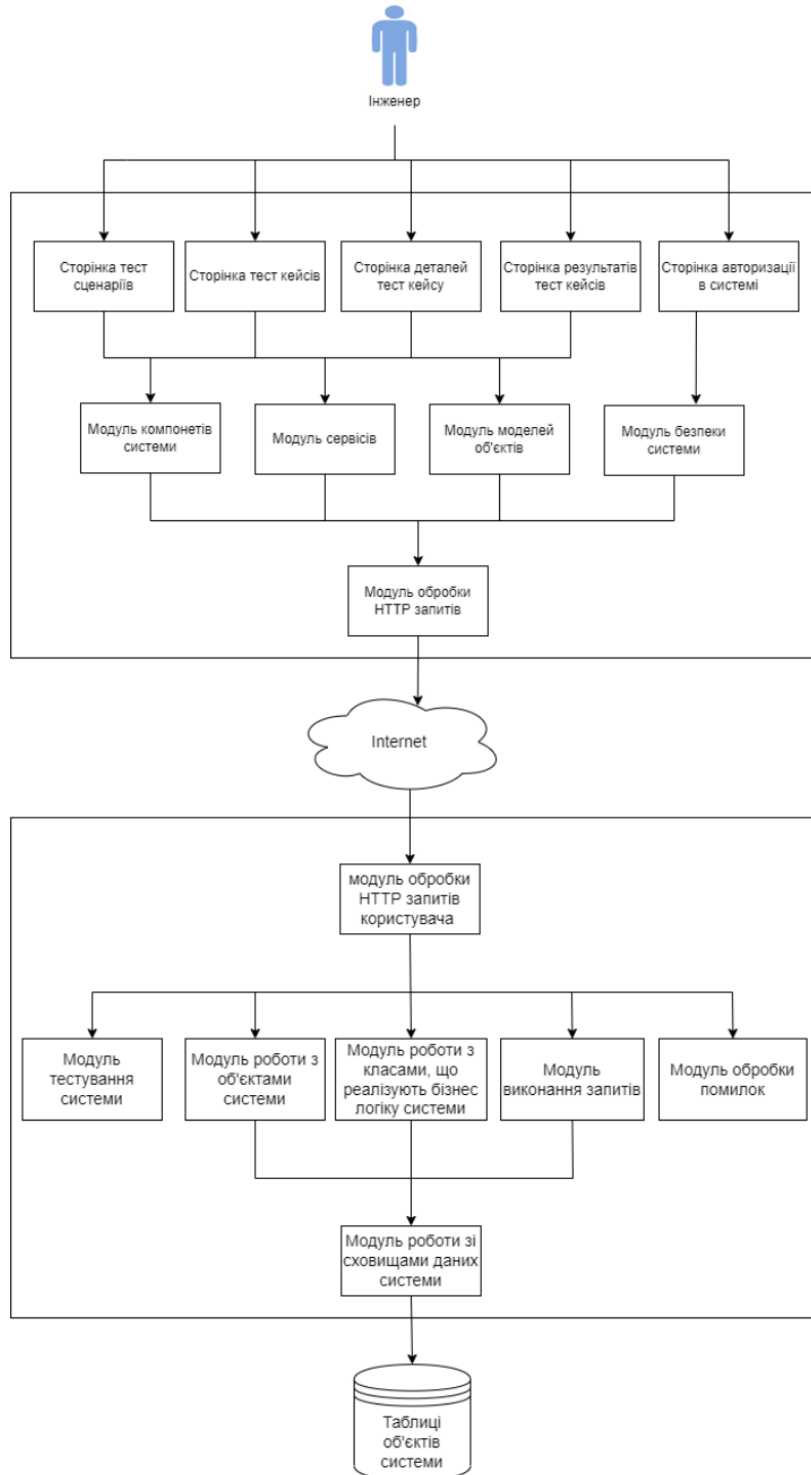 Інженер
Сторінка тест
сценаріїв
Сторінка тест кейсів
Сторінка деталей
тест кейсу
Сторінка результатів
тест кейсів
Сторінка авторизації
в системі
Модуль компонетів
системи
Модуль сервісів
Модуль моделей
об'єктів
Модуль безпеки
системи
Модуль обробки
HTTP запитів
Internet
модуль обробки
HTTP запитів
користувача
Модуль
тестування
системи
Модуль роботи з
об'єктами
системи
Модуль роботи з
класами, що
реалізують бізнес
логіку системи
Модуль
виконання запитів
Модуль обробки
помилок
Модуль роботи зі
сховищами даних
системи
Таблиці
об'єктів
системи